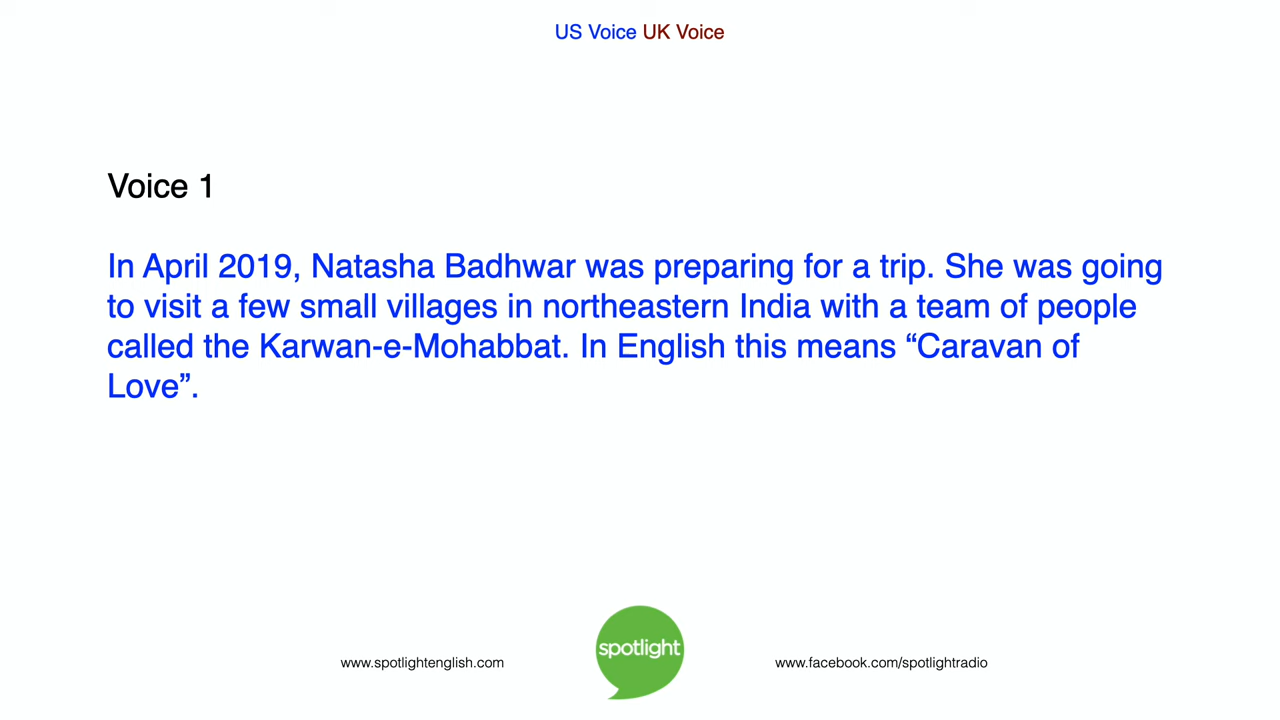 US Voice UK Voice
Voice 1
In April 2019, Natasha Badhwar was preparing for a trip. She was going
to visit a few small villages in northeastern India with a team of people
called the Karwan-e-Mohabbat. In English this means “Caravan of
Love”.
www.spotlightenglish.com
spotlight
www.facebook.com/spotlightradio